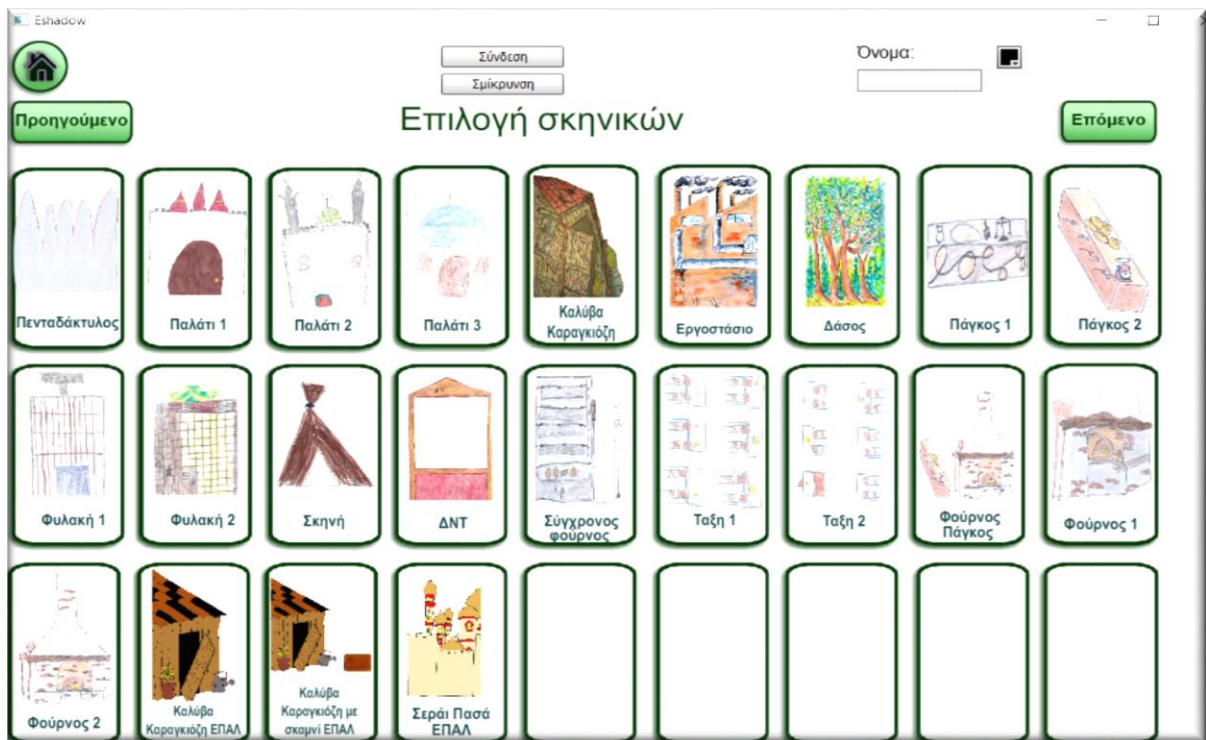 Eshadow
Σύνδεση
Σμίκρυνση
Όνομα:
Προηγούμενο
Επιλογή σκηνικών
Επόμενο
Πενταδάκτυλος
Παλάτι 1
Παλάτι 2
Παλάτι 3
Καλύβα
Καραγκιόζη
Εργοστάσιο
Δάσος
Πάγκος 1
Πάγκος 2
Φυλακή 1
Φυλακή 2
Σκηνή
ΔΝΤ
Σύγχρονος
φούρνος
Ταξη 1
Ταξη 2
Φούρνος
Πάγκος
Φούρνος 1
Φούρνος 2
Καλύβα
Καραγκιόζη ΕΠΑΛ
Καλύβα
Καραγκιόζη με
σκαμνί ΕΠΑΛ
Σεράι Πασά
ΕΠΑΛ